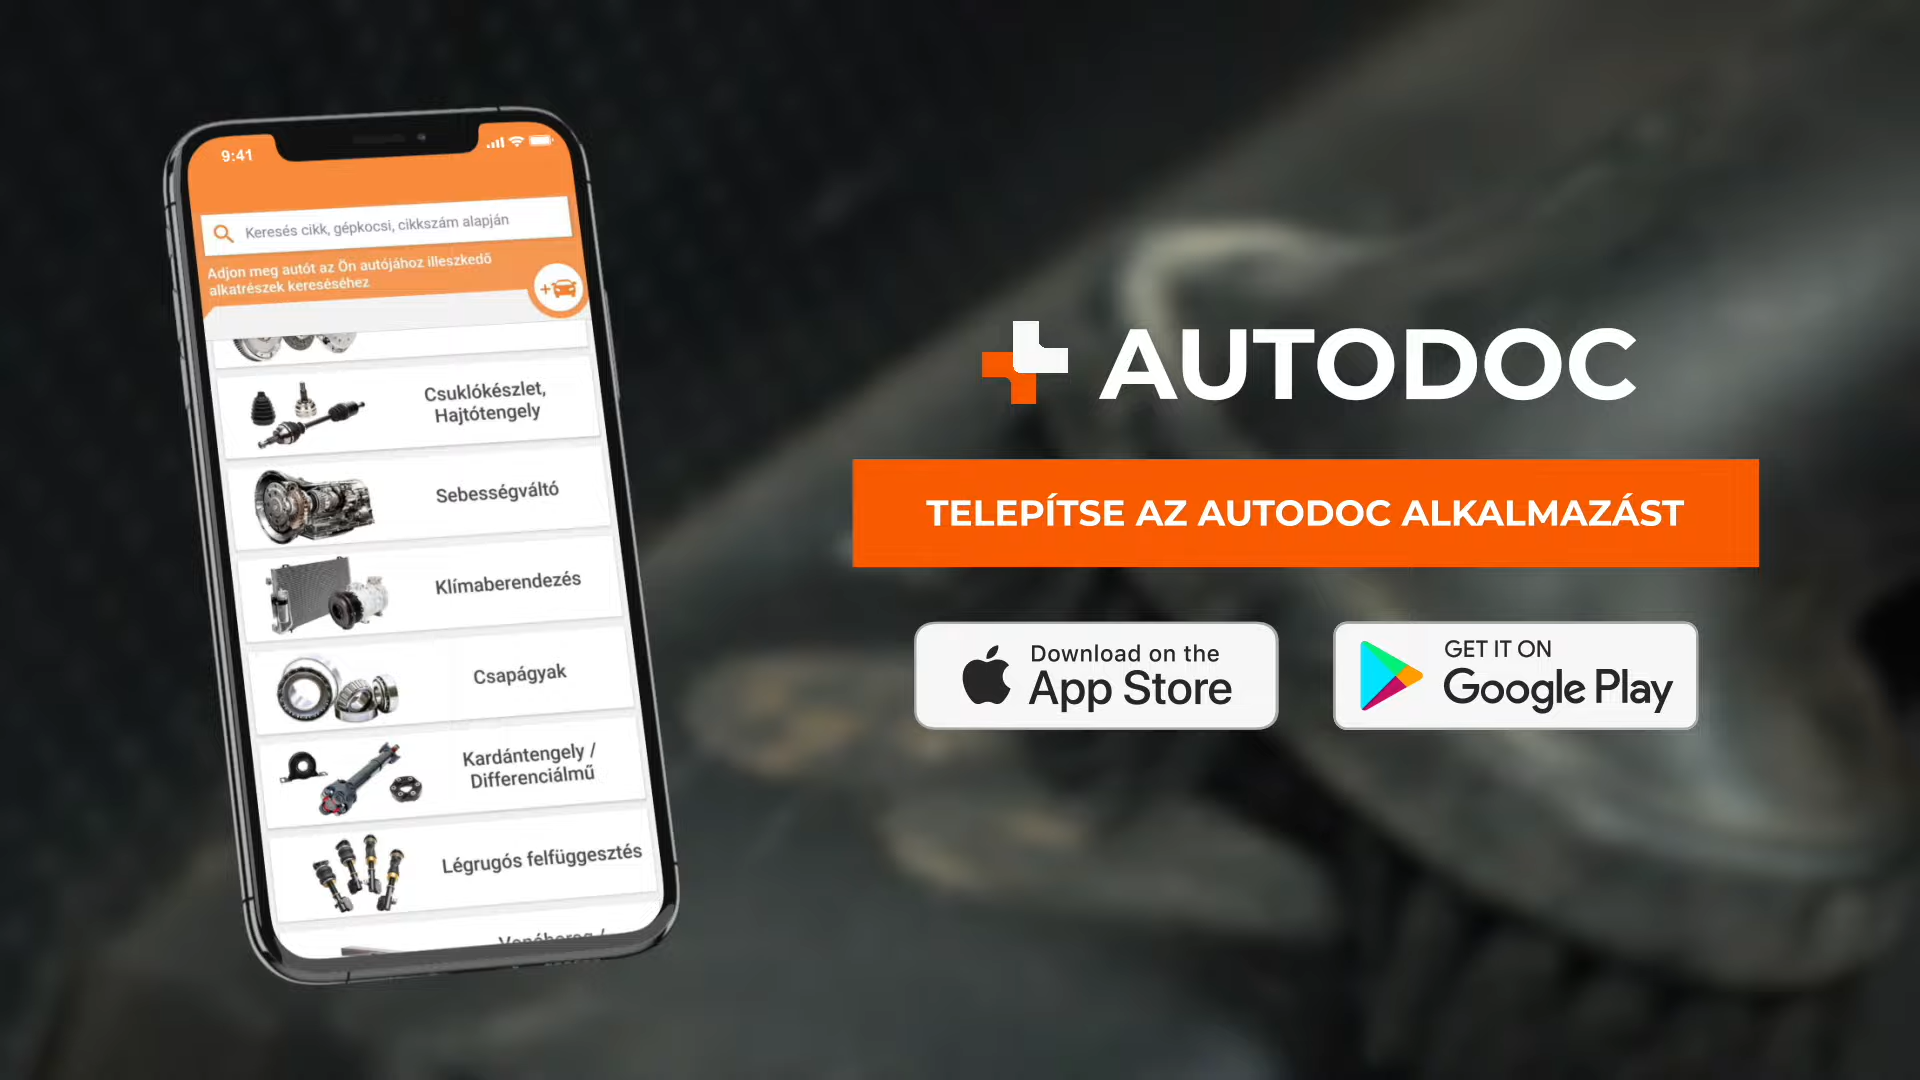 9:41
Keresés cikk, gépkocsi, cikkszám alapján
Adjon meg autót az Ön autójához illeszkedő
alkatrészek kereséséhez
Csuklókészlet,
Hajtótengely
Sebességváltó
Klímaberendezés
Csapágyak
Kardántengely /
Differenciálmű
Légrugós felfüggesztés
AUTODOC
TELEPÍTSE AZ AUTODOC ALKALMAZÁST
Download on the
App Store
GET IT ON
Google Play